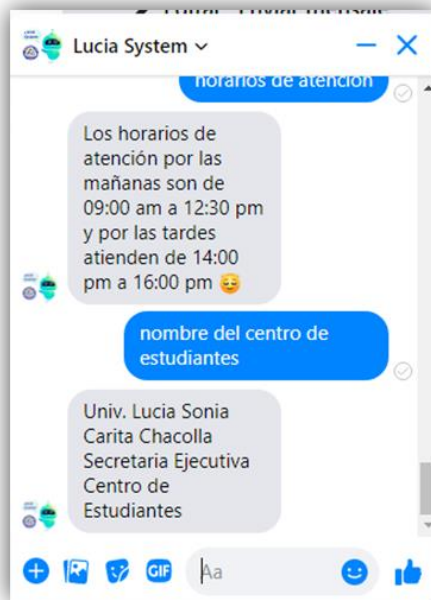 Lucia System
horarios de atención
Los horarios de
atención por las
mañanas son de
09:00 am a 12:30 pm
y por las tardes
atienden de 14:00
pm a 16:00 pm 😇
nombre del centro de
estudiantes
Univ. Lucia Sonia
Carita Chacolla
Secretaria Ejecutiva
Centro de
Estudiantes
GIF
Aa